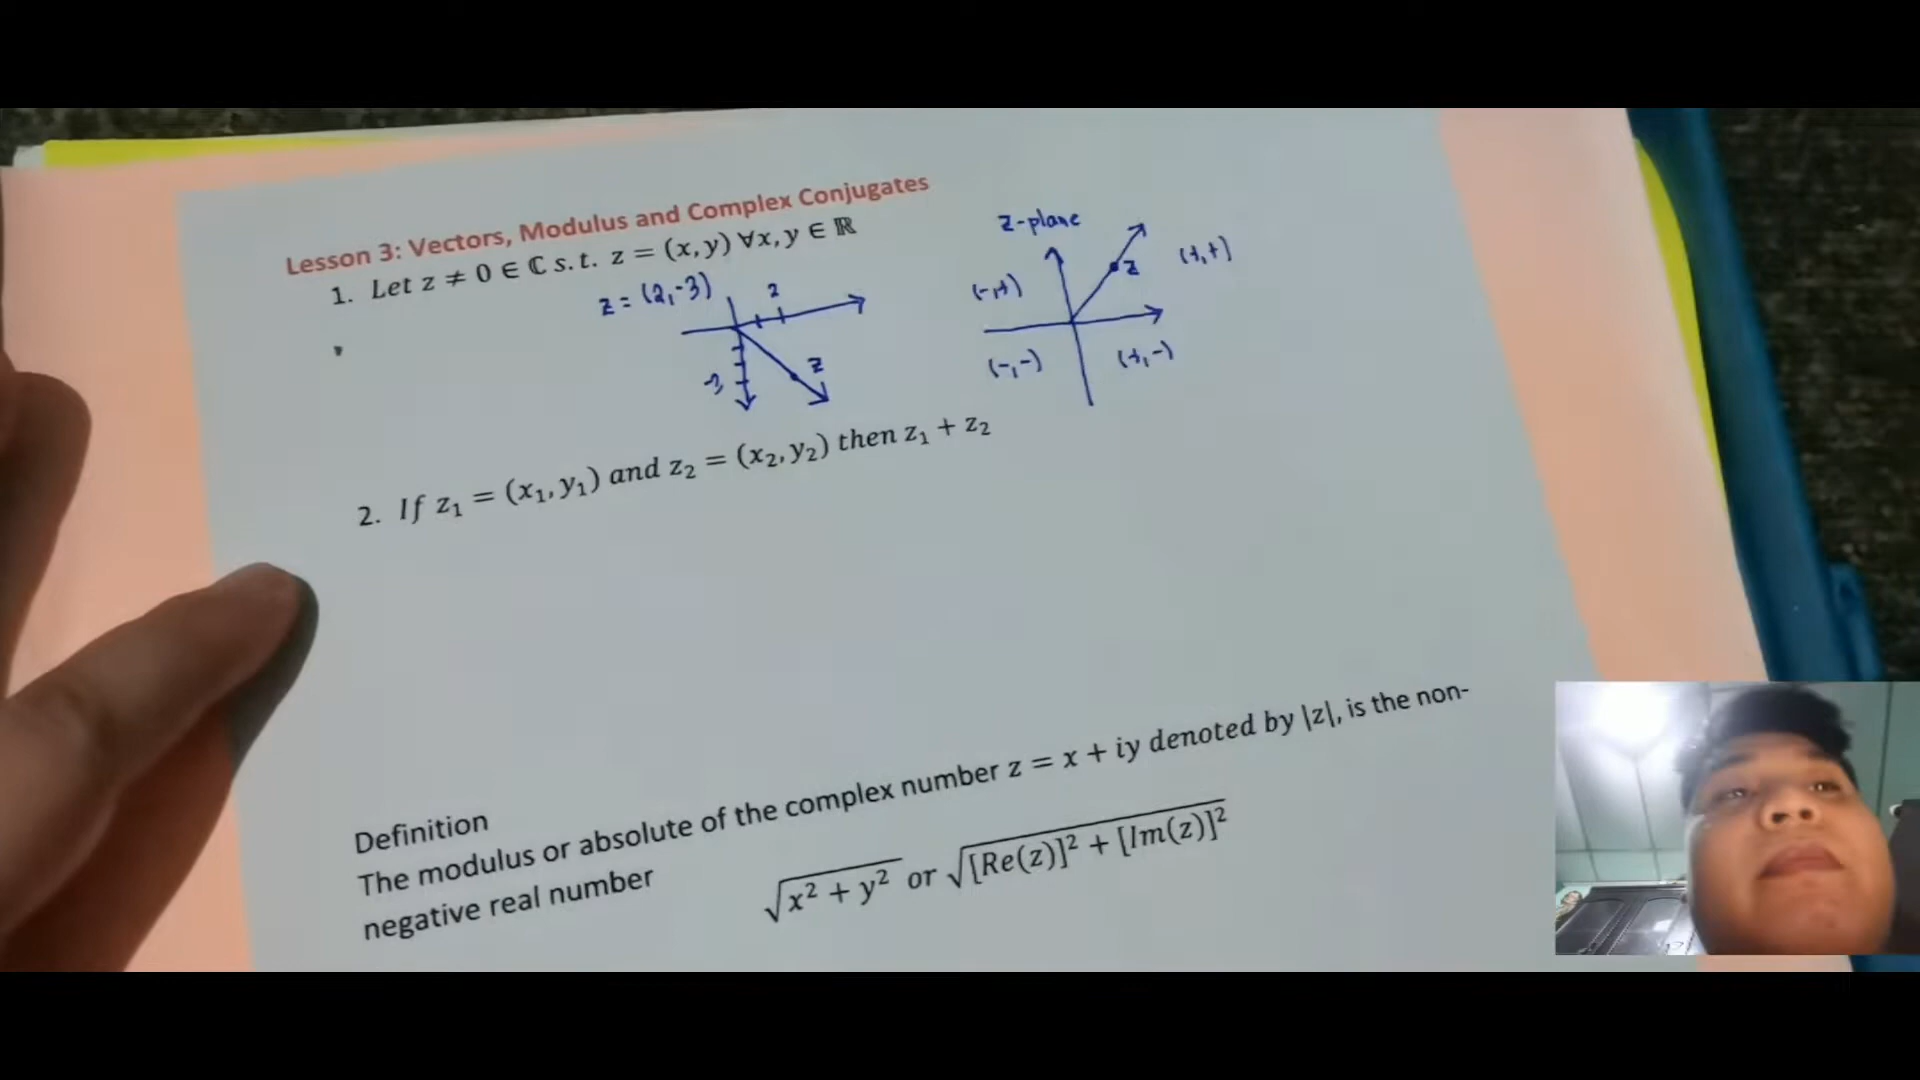 Lesson 3: Vectors, Modulus and Complex Conjugates
1. Let z ≠ 0 ∈ ℂ s.t. z = (x, y) ∀x, y ∈ ℝ
z = (2,-3)
2
-3
z
z-plane
z
(+,+)
(-,+)
(-,-)
(+,-)
2. If z₁ = (x₁, y₁) and z₂ = (x₂, y₂) then z₁ + z₂
Definition
The modulus or absolute of the complex number z = x + iy denoted by |z|, is the non-
negative real number
√(x² + y²) or √([Re(z)]² + [Im(z)]²)